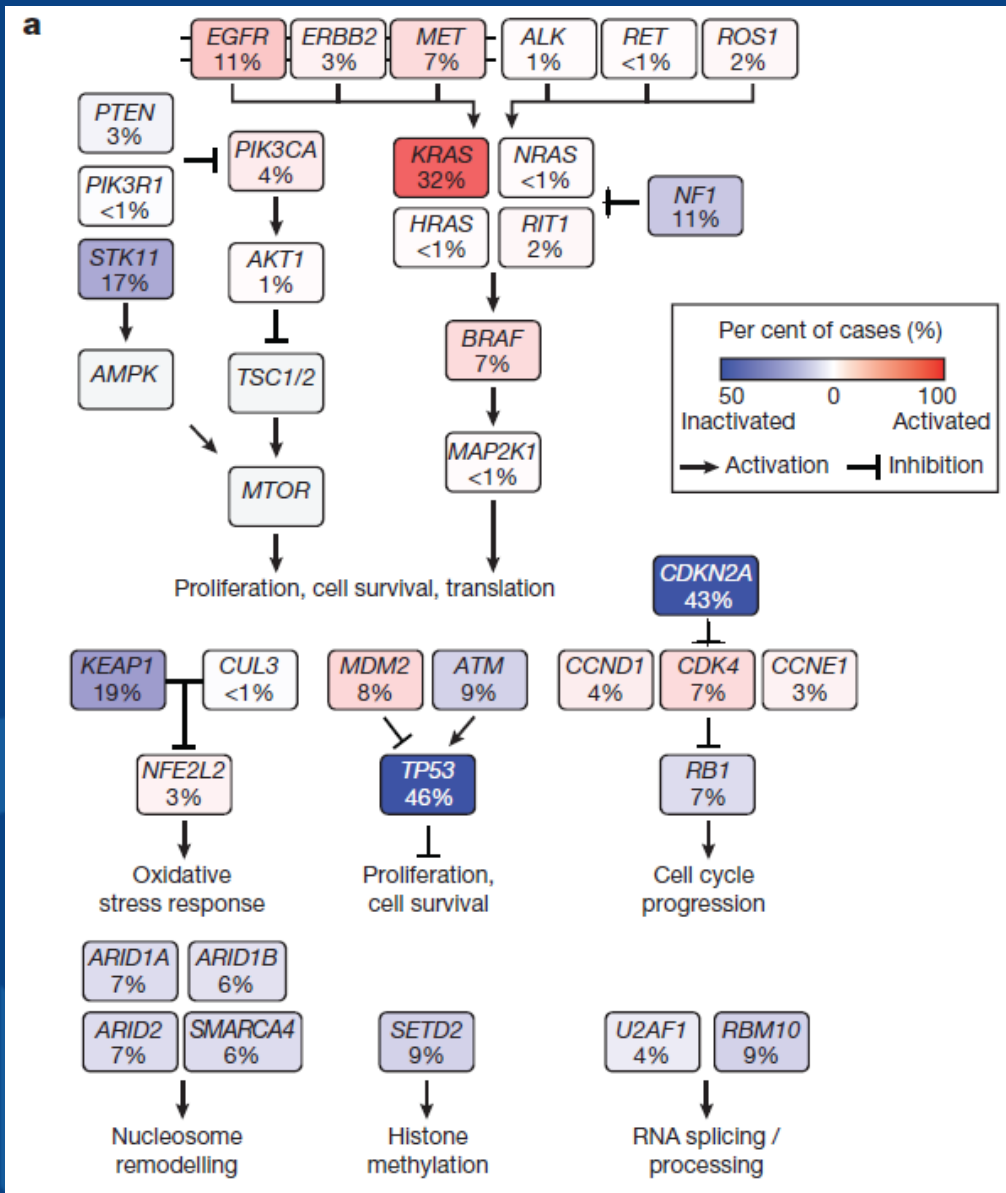 a
EGFR
11%
ERBB2
3%
MET
7%
ALK
1%
RET
<1%
ROS1
2%
PTEN
3%
PIK3R1
<1%
STK11
17%
AMPK
PIK3CA
4%
AKT1
1%
TSC1/2
MTOR
KRAS
32%
NRAS
<1%
HRAS
<1%
RIT1
2%
NF1
11%
BRAF
7%
MAP2K1
<1%
Proliferation, cell survival, translation
Per cent of cases (%)
50 0 100
Inactivated Activated
Activation Inhibition
KEAP1
19%
CUL3
<1%
NFE2L2
3%
Oxidative
stress response
MDM2
8%
ATM
9%
TP53
46%
Proliferation,
cell survival
CDKN2A
43%
CCND1
4%
CDK4
7%
CCNE1
3%
RB1
7%
Cell cycle
progression
ARID1A
7%
ARID1B
6%
ARID2
7%
SMARCA4
6%
Nucleosome
remodelling
SETD2
9%
Histone
methylation
U2AF1
4%
RBM10
9%
RNA splicing /
processing